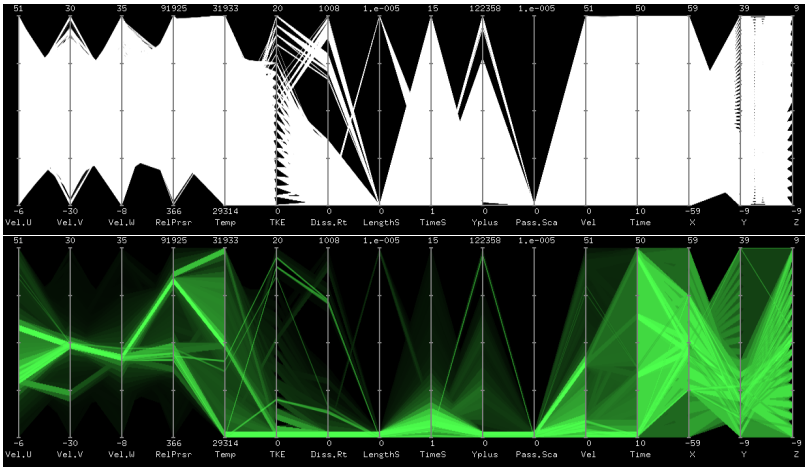 51 30 35 91925 31933 20 1008 1.e-005 15 122358 1.e-005 51 50 59 39 9
-6 -30 -8 366 29314 0 0 0 1 0 0 0 10 -59 -9 -9
Vel.U Vel.V Vel.W RelPrsr Temp TKE Diss.Rt LengthS TimeS Yplus Pass.Sca Vel Time X Y Z
51 30 35 91925 31933 20 1008 1.e-005 15 122358 1.e-005 51 50 59 39 9
-6 -30 -8 366 29314 0 0 0 1 0 0 0 10 -59 -9 -9
Vel.U Vel.V Vel.W RelPrsr Temp TKE Diss.Rt LengthS TimeS Yplus Pass.Sca Vel Time X Y Z